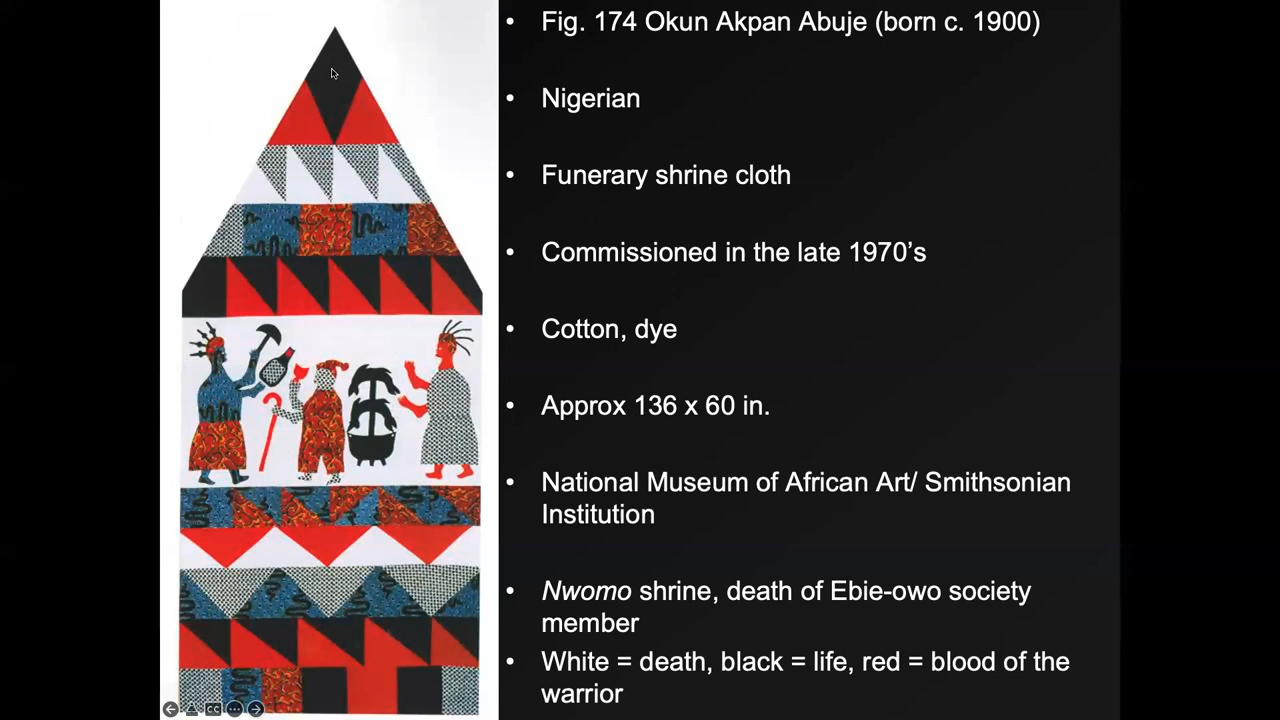 • Fig. 174 Okun Akpan Abuje (born c. 1900)
• Nigerian
• Funerary shrine cloth
• Commissioned in the late 1970’s
• Cotton, dye
• Approx 136 x 60 in.
• National Museum of African Art/ Smithsonian
Institution
• Nwomo shrine, death of Ebie-owo society
member
• White = death, black = life, red = blood of the
warrior
CC